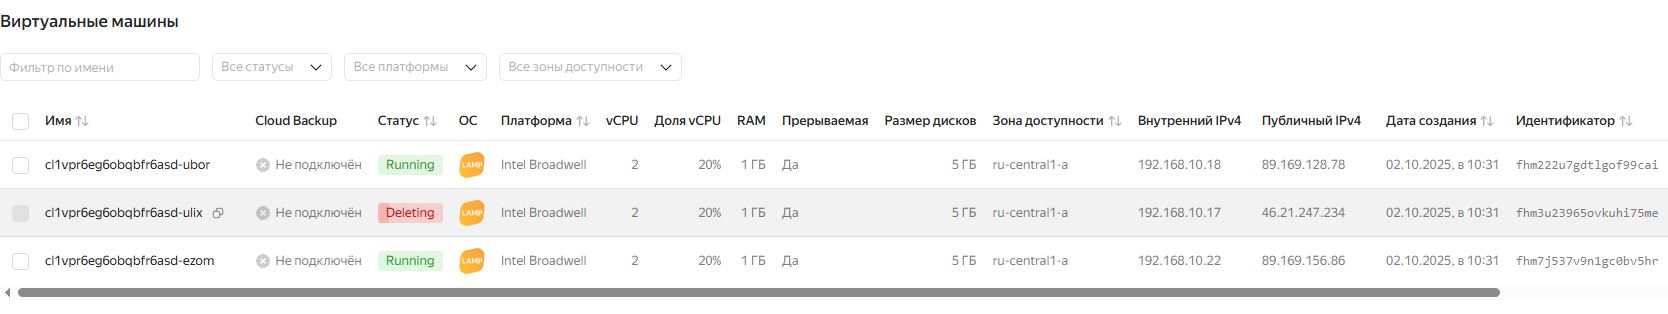 Виртуальные машины
Фильтр по имени Все статусы Все платформы Все зоны доступности
Имя Cloud Backup Статус ОС Платформа vCPU Доля vCPU RAM Прерываемая Размер дисков Зона доступности Внутренний IPv4 Публичный IPv4 Дата создания Идентификатор
cl1vpr6eg6obqbfr6asd-ubor Не подключён Running LAMP Intel Broadwell 2 20% 1 ГБ Да 5 ГБ ru-central1-a 192.168.10.18 89.169.128.78 02.10.2025, в 10:31 fhm222u7gdtlgof99cai
cl1vpr6eg6obqbfr6asd-ulix Не подключён Deleting LAMP Intel Broadwell 2 20% 1 ГБ Да 5 ГБ ru-central1-a 192.168.10.17 46.21.247.234 02.10.2025, в 10:31 fhm3u23965ovkuhi75me
cl1vpr6eg6obqbfr6asd-ezom Не подключён Running LAMP Intel Broadwell 2 20% 1 ГБ Да 5 ГБ ru-central1-a 192.168.10.22 89.169.156.86 02.10.2025, в 10:31 fhm7j537v9n1gc0bv5hr